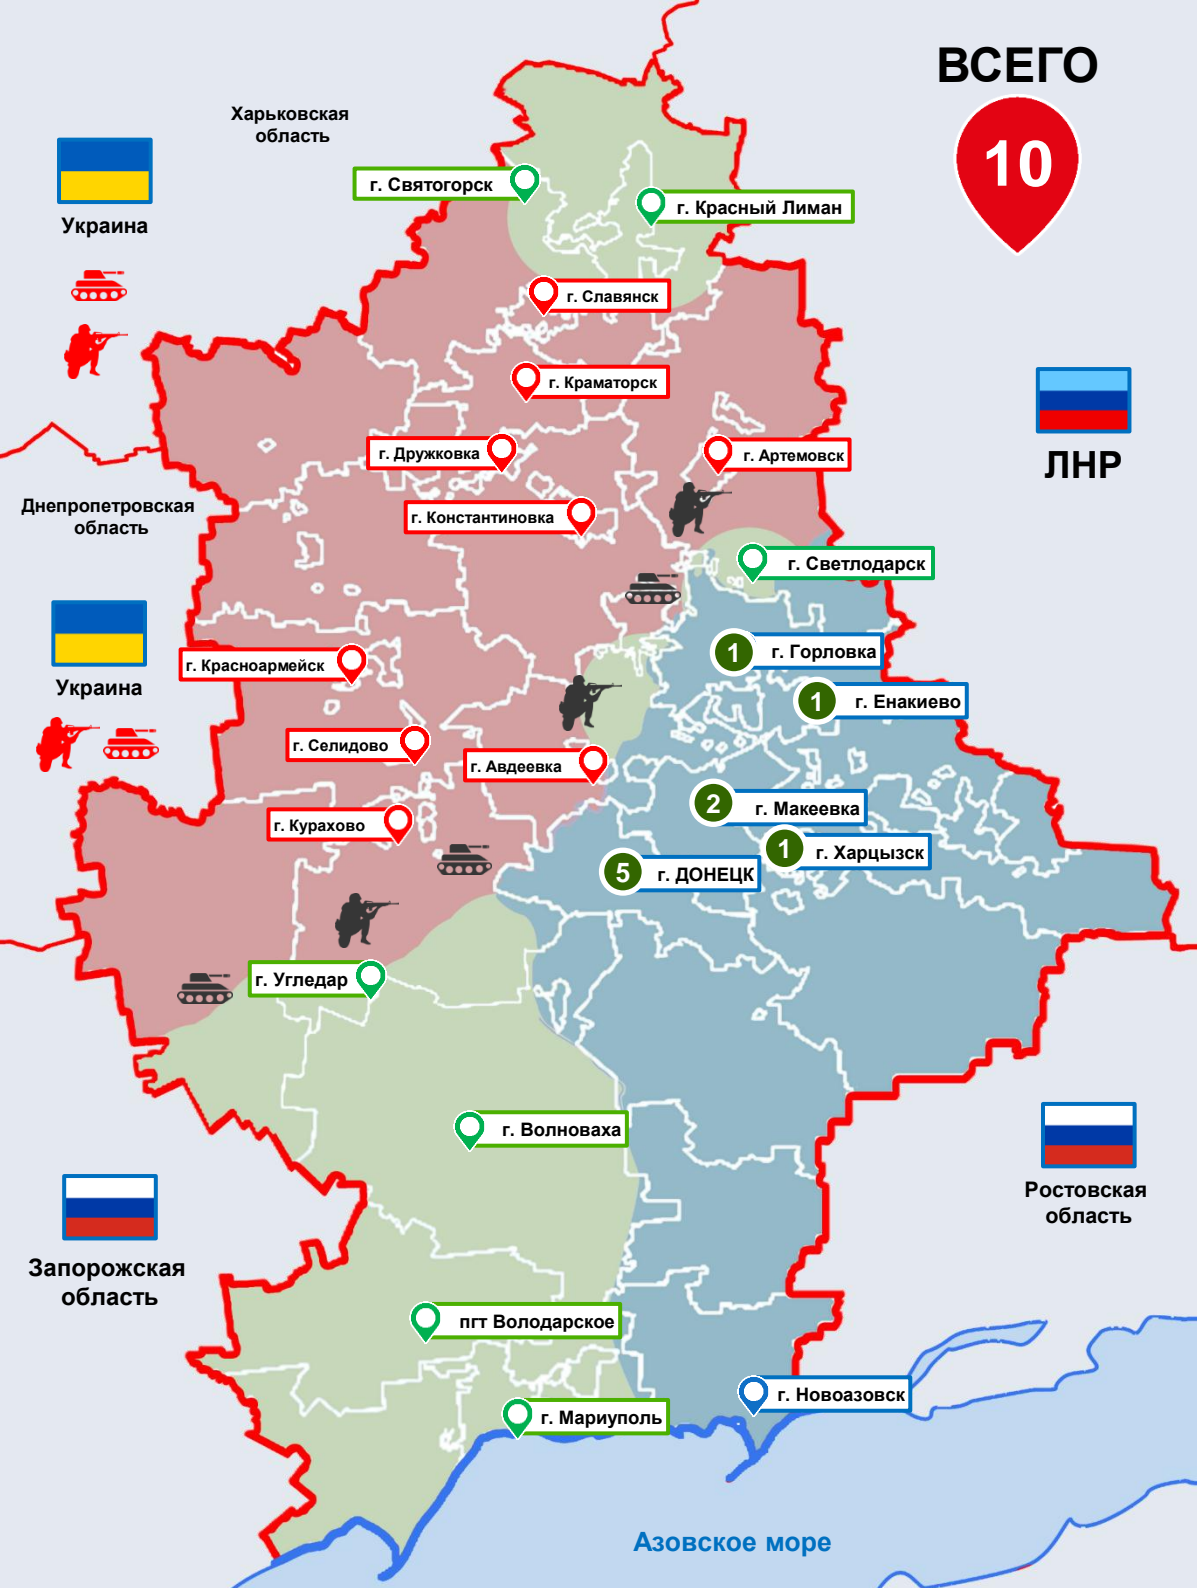 ВСЕГО
10
Харьковская
область
Украина
г. Святогорск
г. Красный Лиман
г. Славянск
г. Краматорск
г. Дружковка
г. Артемовск
ЛНР
Днепропетровская
область
г. Константиновка
г. Светлодарск
Украина
1
г. Горловка
г. Красноармейск
1
г. Енакиево
г. Селидово
г. Авдеевка
2
г. Макеевка
г. Курахово
1
г. Харцызск
5
г. ДОНЕЦК
г. Угледар
г. Волноваха
Ростовская
область
Запорожская
область
пгт Володарское
г. Новоазовск
г. Мариуполь
Азовское море